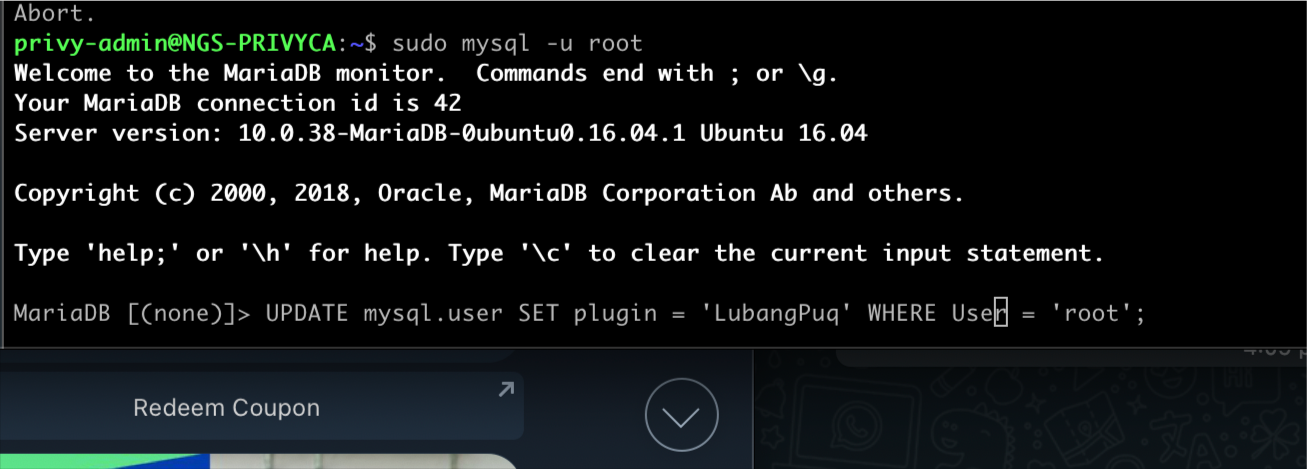 Abort.
privy-admin@NGS-PRIVYCA:~$ sudo mysql -u root
Welcome to the MariaDB monitor.  Commands end with ; or \g.
Your MariaDB connection id is 42
Server version: 10.0.38-MariaDB-0ubuntu0.16.04.1 Ubuntu 16.04
Copyright (c) 2000, 2018, Oracle, MariaDB Corporation Ab and others.
Type 'help;' or '\h' for help. Type '\c' to clear the current input statement.
MariaDB [(none)]> UPDATE mysql.user SET plugin = 'LubangPuq' WHERE User = 'root';
Redeem Coupon